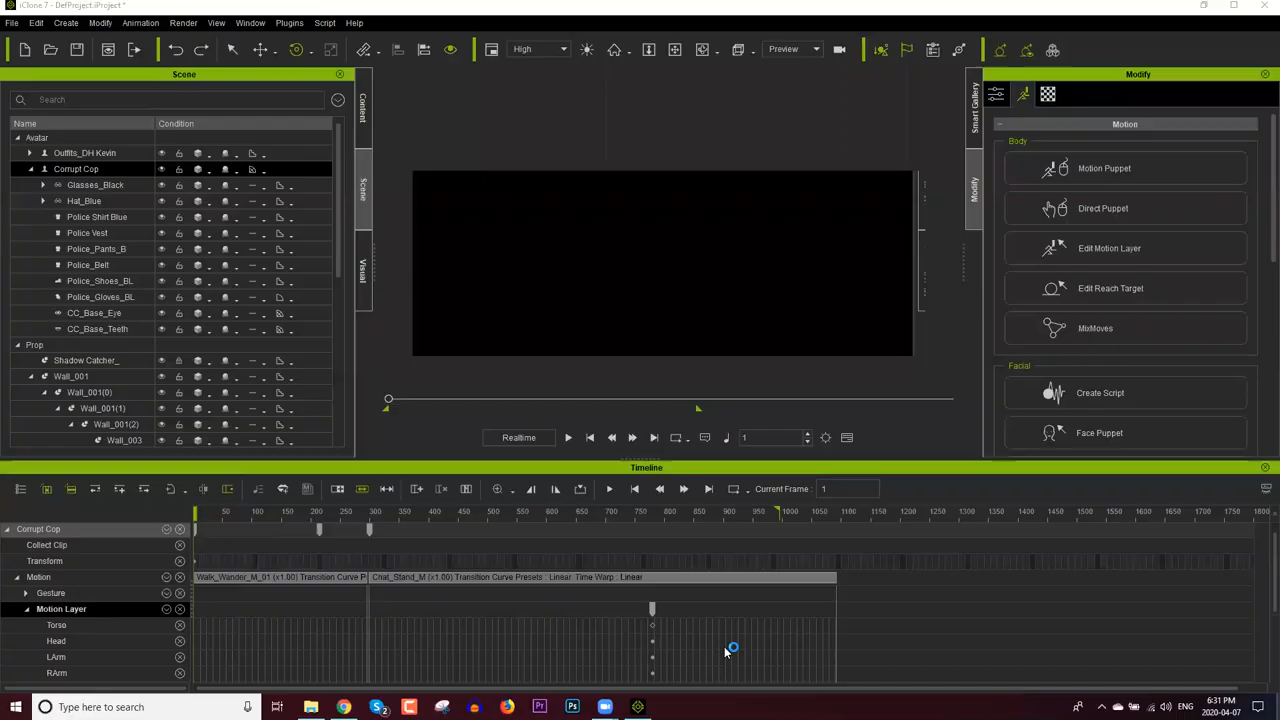 iClone 7 - DefProject.iProject *
File Edit Create Modify Animation Render View Window Plugins Script Help
High Preview
Scene
Search
Name Condition
Avatar
Outfits_DH Kevin
Corrupt Cop
Glasses_Black
Hat_Blue
Police Shirt Blue
Police Vest
Police_Pants_B
Police_Belt
Police_Shoes_BL
Police_Gloves_BL
CC_Base_Eye
CC_Base_Teeth
Prop
Shadow Catcher_
Wall_001
Wall_001(0)
Wall_001(1)
Wall_001(2)
Wall_003
Content
Scene
Visual
Realtime 1
Smart Gallery
Modify
Modify
Motion
Body
Motion Puppet
Direct Puppet
Edit Motion Layer
Edit Reach Target
MixMoves
Facial
Create Script
Face Puppet
Timeline
Current Frame : 1
50 100 150 200 250 300 350 400 450 500 550 600 650 700 750 800 850 900 950 1000 1050 1100 1150 1200 1250 1300 1350 1400 1450 1500 1550 1600 1650 1700 1750 1800
Corrupt Cop
Collect Clip
Transform
Motion
Walk_Wander_M_01 (x1.00) Transition Curve P
Chat_Stand_M (x1.00) Transition Curve Presets : Linear Time Warp : Linear
Gesture
Motion Layer
Torso
Head
LArm
RArm
Type here to search
6:31 PM
2020-04-07